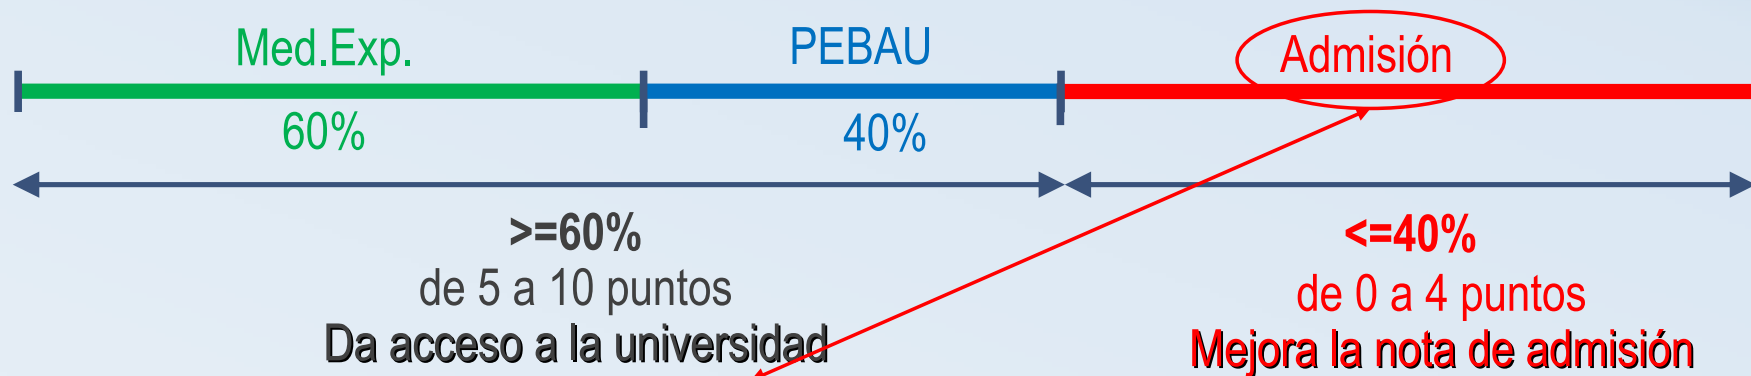 Med.Exp.
PEBAU
Admisión
60%
40%
>=60%
de 5 a 10 puntos
Da acceso a la universidad
<=40%
de 0 a 4 puntos
Mejora la nota de admisión